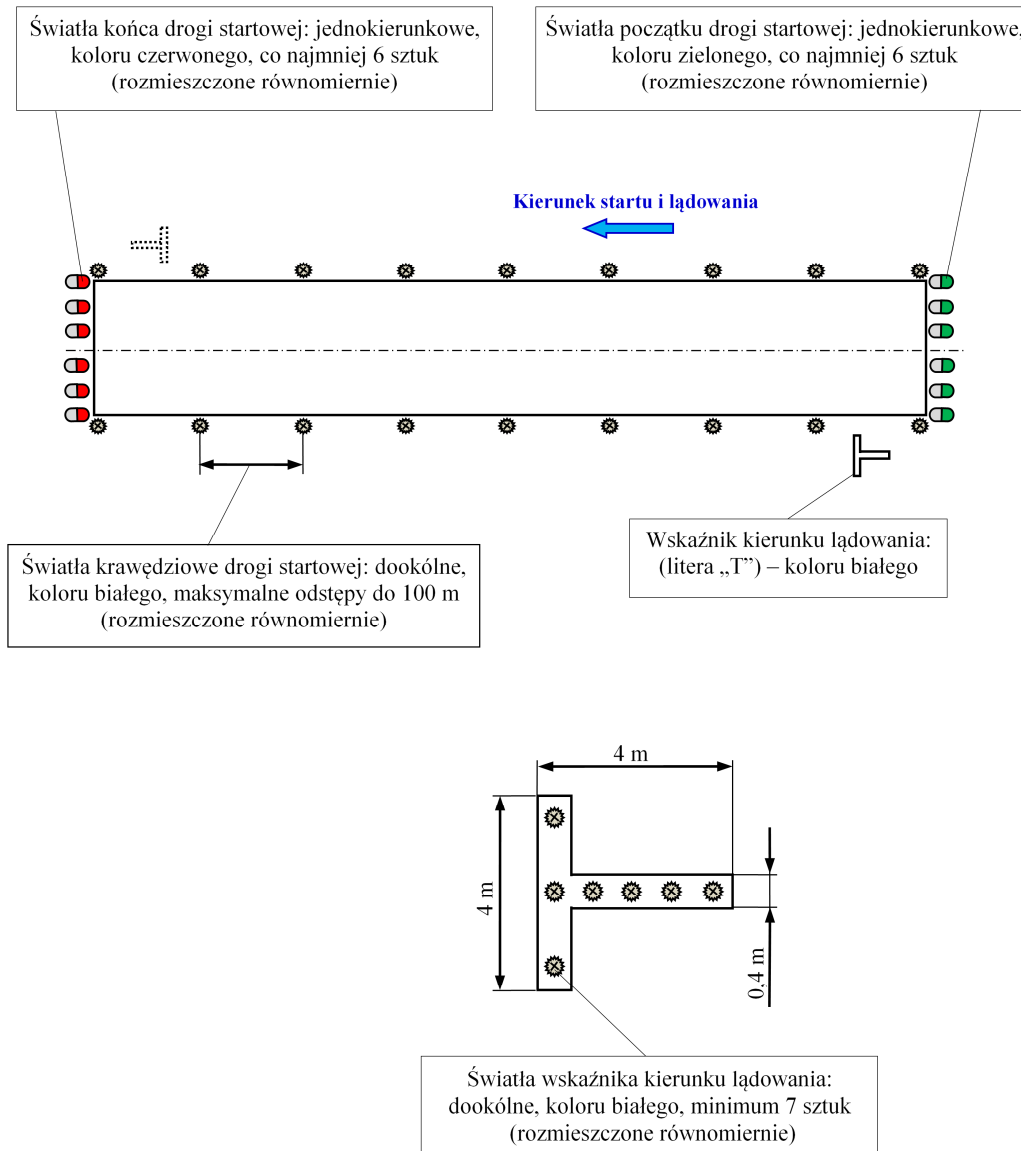 Światła końca drogi startowej: jednokierunkowe,
koloru czerwonego, co najmniej 6 sztuk
(rozmieszczone równomiernie)
Światła początku drogi startowej: jednokierunkowe,
koloru zielonego, co najmniej 6 sztuk
(rozmieszczone równomiernie)
Kierunek startu i lądowania
Światła krawędziowe drogi startowej: dookólne,
koloru białego, maksymalne odstępy do 100 m
(rozmieszczone równomiernie)
Wskaźnik kierunku lądowania:
(litera „T”) – koloru białego
4 m
4 m
0,4 m
Światła wskaźnika kierunku lądowania:
dookólne, koloru białego, minimum 7 sztuk
(rozmieszczone równomiernie)